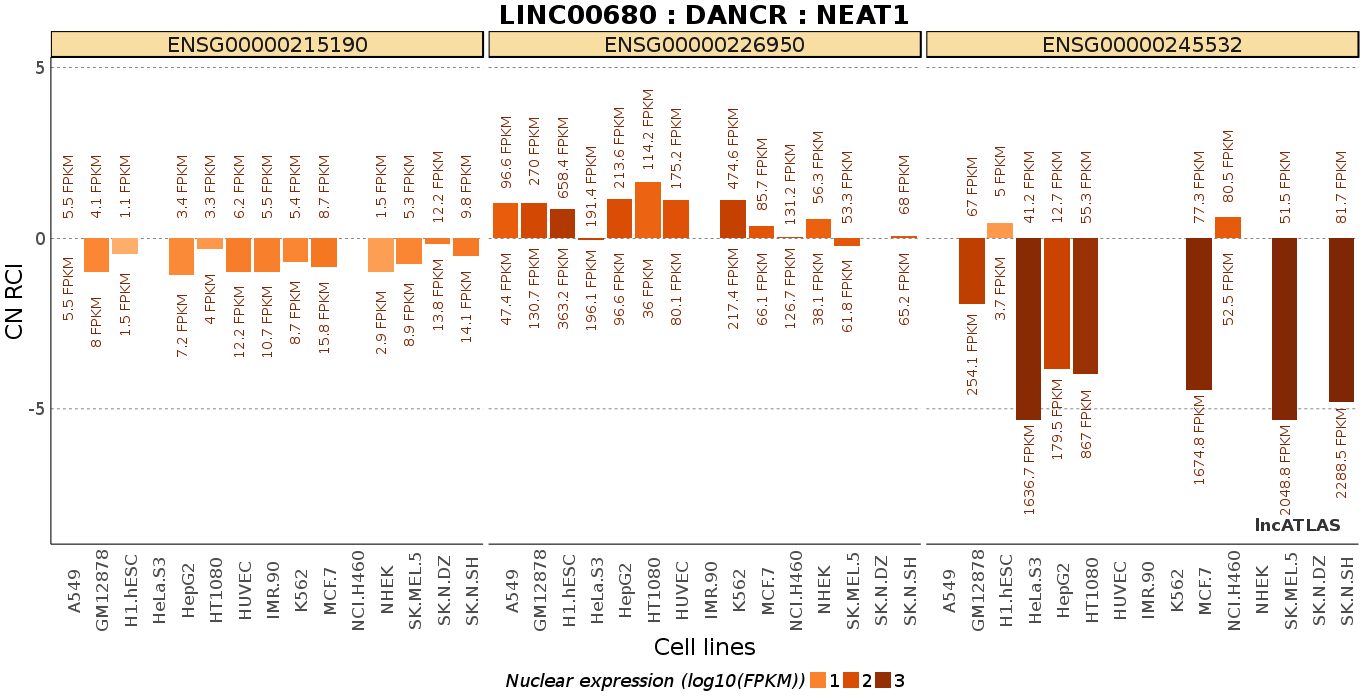 LINC00680 : DANCR : NEAT1
ENSG00000215190 ENSG00000226950 ENSG00000245532
CN RCI
5
0
-5
5.5 FPKM 4.1 FPKM 1.1 FPKM 3.4 FPKM 3.3 FPKM 6.2 FPKM 5.5 FPKM 5.4 FPKM 8.7 FPKM 1.5 FPKM 5.3 FPKM 12.2 FPKM 9.8 FPKM
5.5 FPKM 8 FPKM 1.5 FPKM 7.2 FPKM 4 FPKM 12.2 FPKM 10.7 FPKM 8.7 FPKM 15.8 FPKM 2.9 FPKM 8.9 FPKM 13.8 FPKM 14.1 FPKM
96.6 FPKM 270 FPKM 658.4 FPKM 191.4 FPKM 213.6 FPKM 114.2 FPKM 175.2 FPKM 474.6 FPKM 85.7 FPKM 131.2 FPKM 56.3 FPKM 53.3 FPKM 68 FPKM
47.4 FPKM 130.7 FPKM 363.2 FPKM 196.1 FPKM 96.6 FPKM 36 FPKM 80.1 FPKM 217.4 FPKM 66.1 FPKM 126.7 FPKM 38.1 FPKM 61.8 FPKM 65.2 FPKM
67 FPKM 5 FPKM 41.2 FPKM 12.7 FPKM 55.3 FPKM 77.3 FPKM 80.5 FPKM 51.5 FPKM 81.7 FPKM
254.1 FPKM 3.7 FPKM 1636.7 FPKM 179.5 FPKM 867 FPKM 1674.8 FPKM 52.5 FPKM 2048.8 FPKM 2288.5 FPKM
lncATLAS
A549 GM12878 H1.hESC HeLa.S3 HepG2 HT1080 HUVEC IMR.90 K562 MCF.7 NCI.H460 NHEK SK.MEL.5 SK.N.DZ SK.N.SH
A549 GM12878 H1.hESC HeLa.S3 HepG2 HT1080 HUVEC IMR.90 K562 MCF.7 NCI.H460 NHEK SK.MEL.5 SK.N.DZ SK.N.SH
A549 GM12878 H1.hESC HeLa.S3 HepG2 HT1080 HUVEC IMR.90 K562 MCF.7 NCI.H460 NHEK SK.MEL.5 SK.N.DZ SK.N.SH
Cell lines
Nuclear expression (log10(FPKM)) 1 2 3